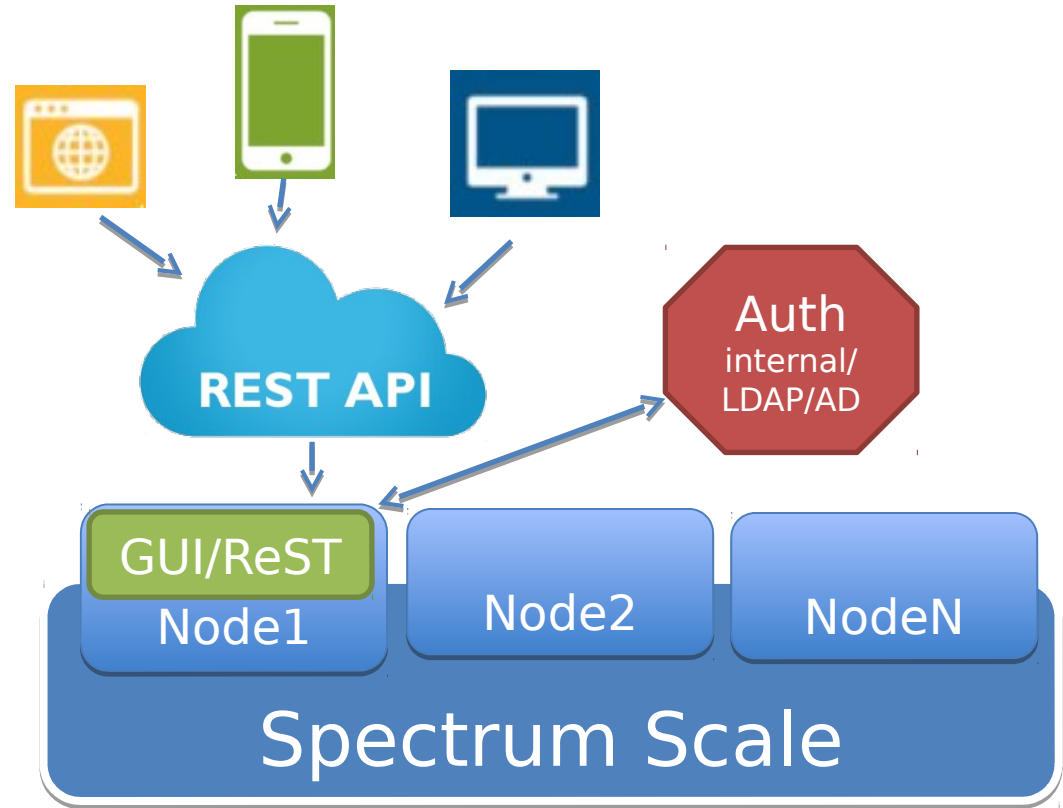 REST API
Auth
internal/
LDAP/AD
GUI/ReST
Node1
Node2
NodeN
Spectrum Scale